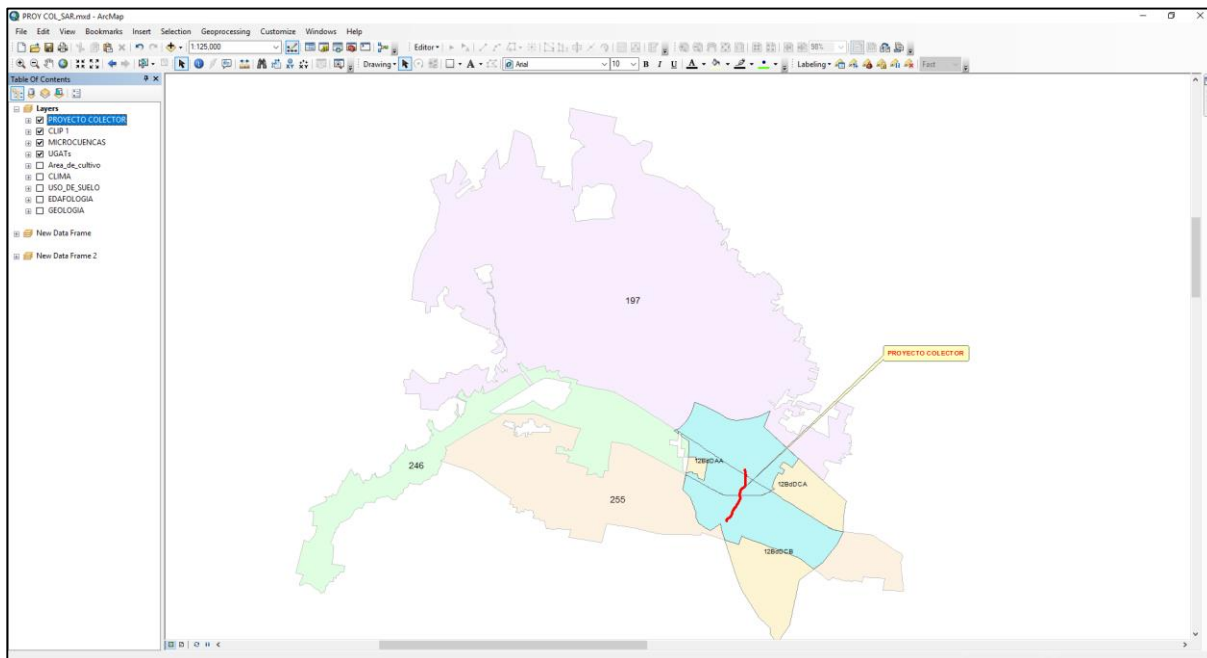 PROY COL_SAR.mxd - ArcMap
File Edit View Bookmarks Insert Selection Geoprocessing Customize Windows Help
1:125,000
Editor
98%
Drawing
Arial
10
B I U A
Labeling
Fast
Table Of Contents
Layers
PROYECTO COLECTOR
CLIP 1
MICROCUENCAS
UGATs
Area_de_cultivo
CLIMA
USO_DE_SUELO
EDAFOLOGIA
GEOLOGIA
New Data Frame
New Data Frame 2
197
PROYECTO COLECTOR
246
12BdDAA
12BdDCA
255
12BdDCB